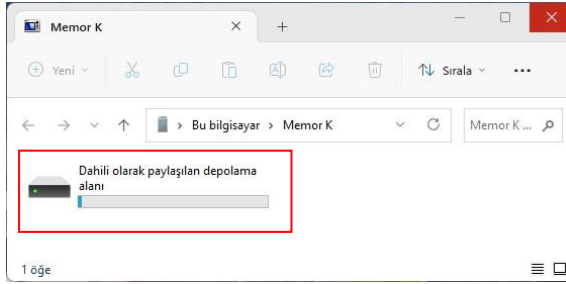 Memor K
Yeni
Sırala
Bu bilgisayar > Memor K
Memor K ...
Dahili olarak paylaşılan depolama
alanı
1 öğe